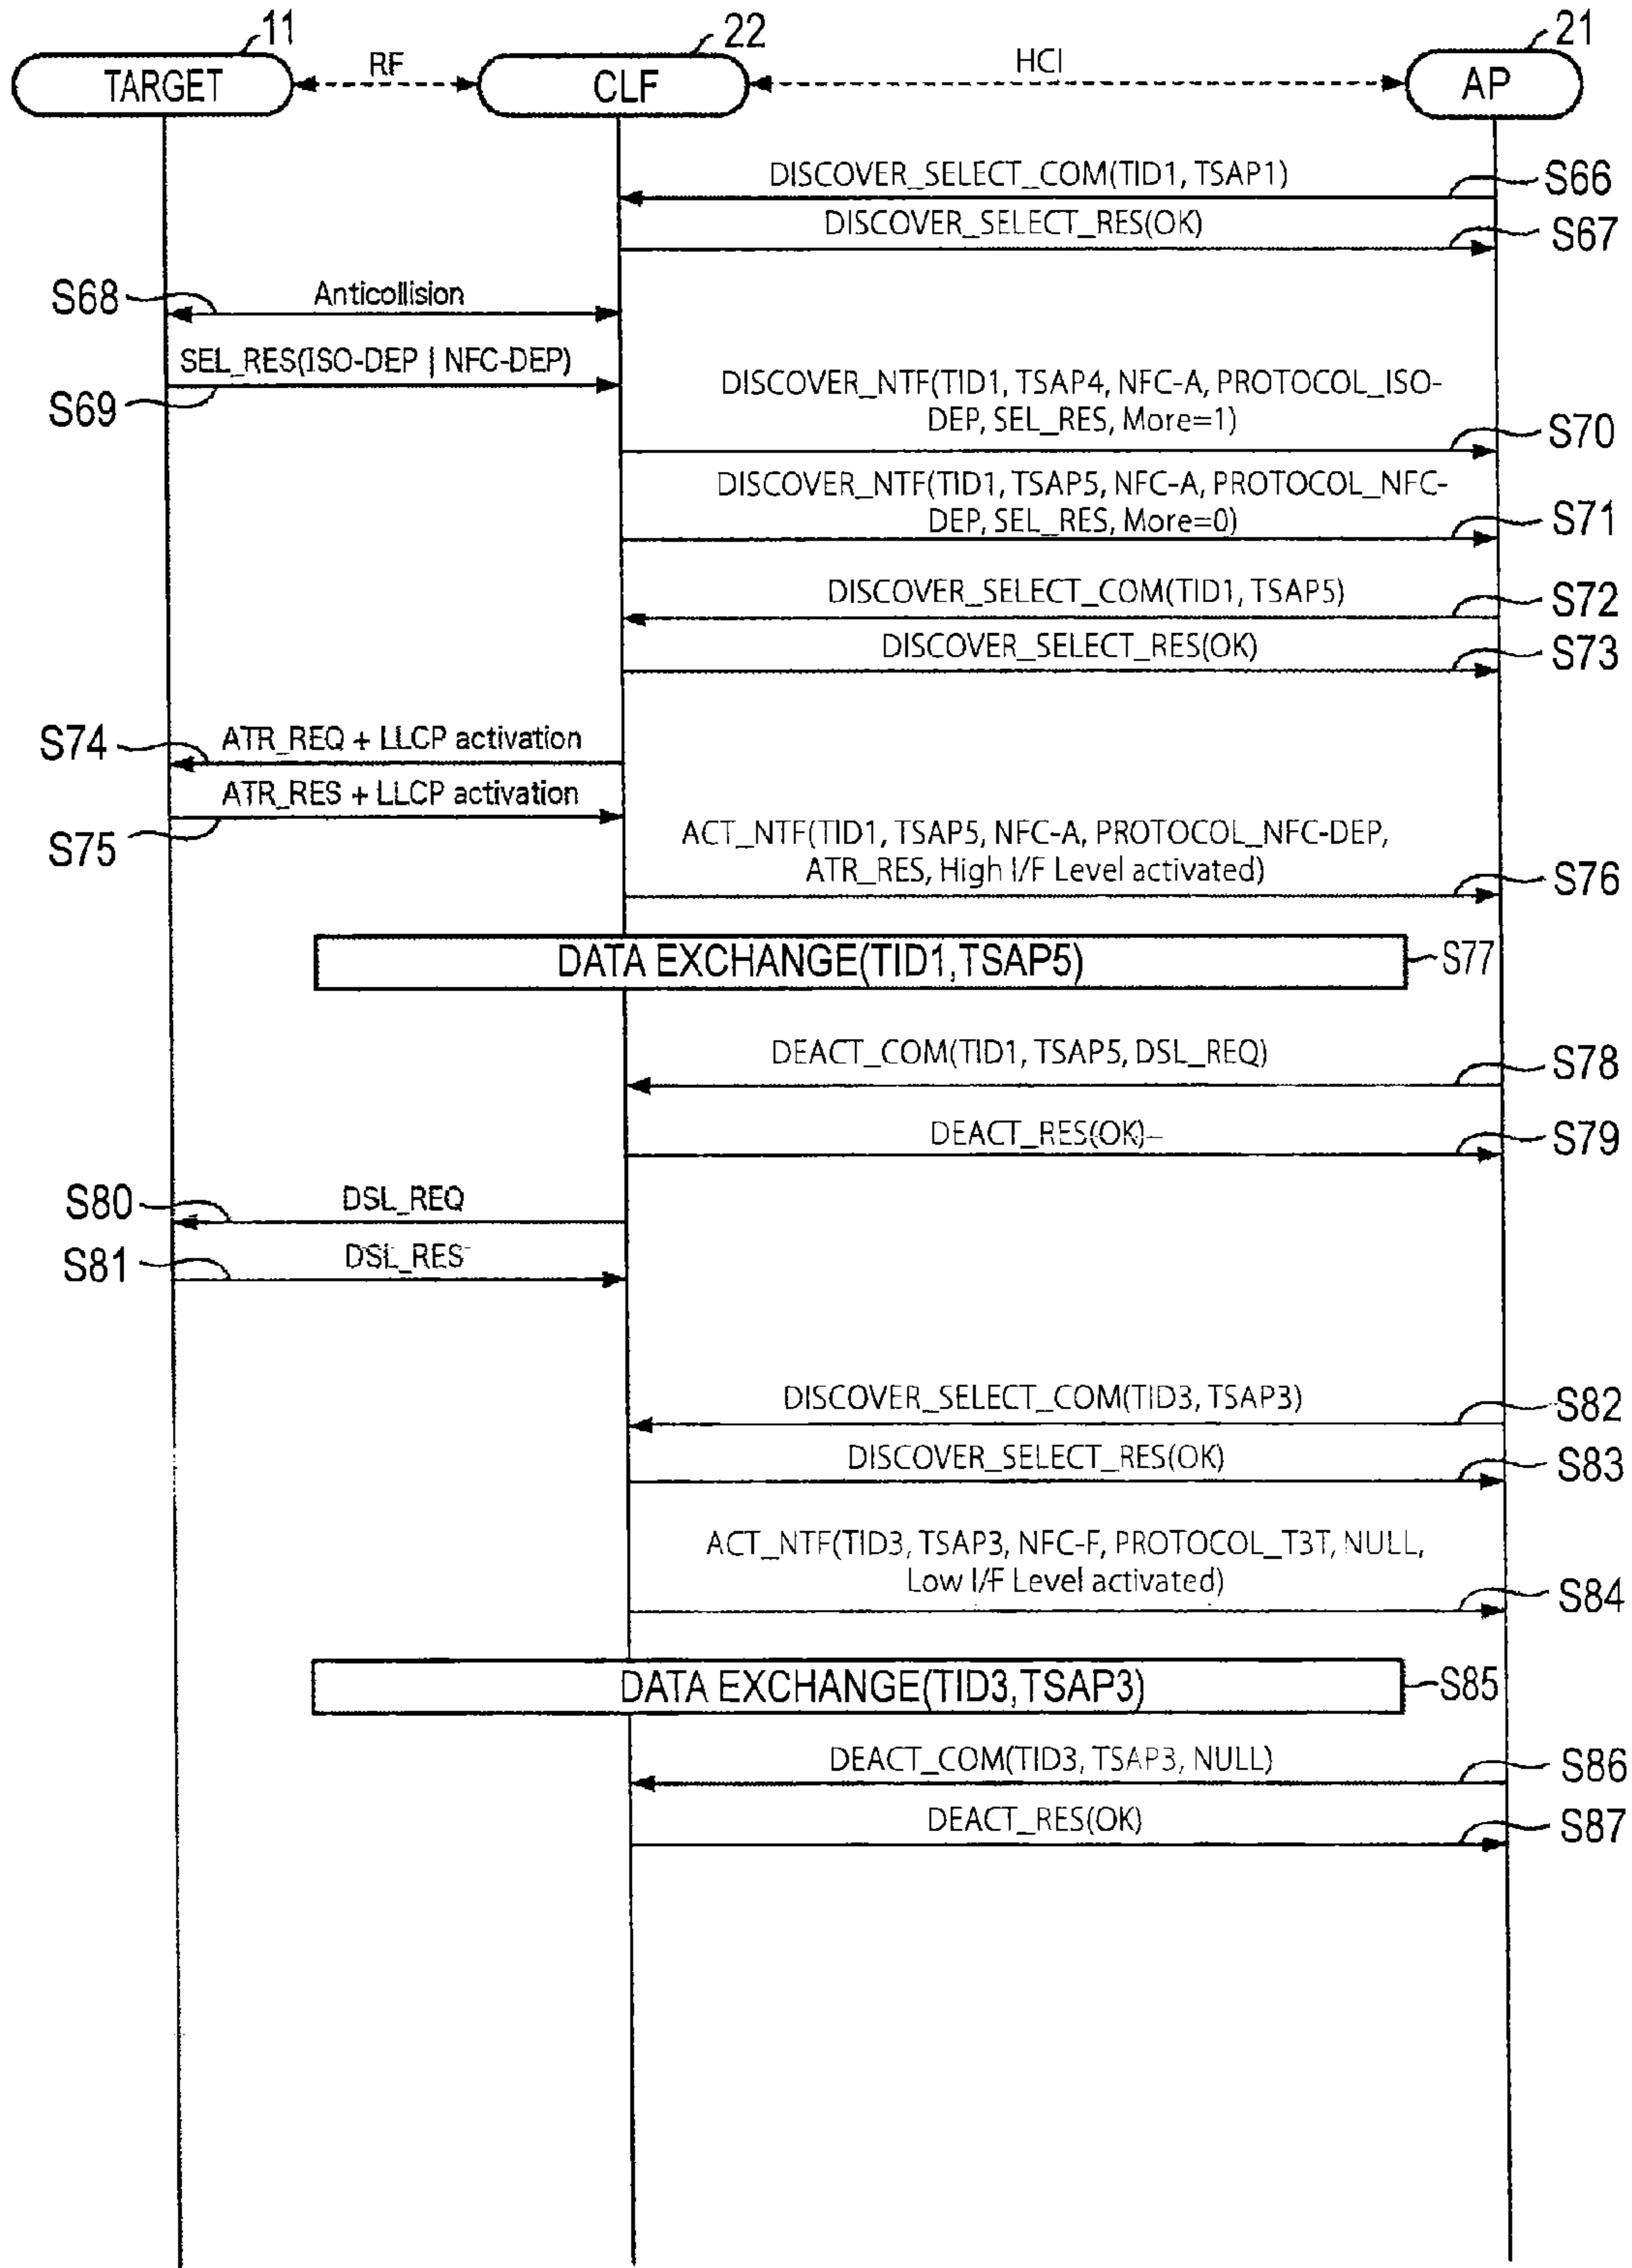 11
22
21
TARGET
RF
CLF
HCI
AP
DISCOVER_SELECT_COM(TID1, TSAP1)
S66
DISCOVER_SELECT_RES(OK)
S67
S68
Anticollision
SEL_RES(ISO-DEP | NFC-DEP)
S69
DISCOVER_NTF(TID1, TSAP4, NFC-A, PROTOCOL_ISO-
DEP, SEL_RES, More=1)
S70
DISCOVER_NTF(TID1, TSAP5, NFC-A, PROTOCOL_NFC-
DEP, SEL_RES, More=0)
S71
DISCOVER_SELECT_COM(TID1, TSAP5)
S72
DISCOVER_SELECT_RES(OK)
S73
S74
ATR_REQ + LLCP activation
ATR_RES + LLCP activation
S75
ACT_NTF(TID1, TSAP5, NFC-A, PROTOCOL_NFC-DEP,
ATR_RES, High I/F Level activated)
S76
DATA EXCHANGE(TID1,TSAP5)
S77
DEACT_COM(TID1, TSAP5, DSL_REQ)
S78
DEACT_RES(OK)
S79
S80
DSL_REQ
S81
DSL_RES
DISCOVER_SELECT_COM(TID3, TSAP3)
S82
DISCOVER_SELECT_RES(OK)
S83
ACT_NTF(TID3, TSAP3, NFC-F, PROTOCOL_T3T, NULL,
Low I/F Level activated)
S84
DATA EXCHANGE(TID3,TSAP3)
S85
DEACT_COM(TID3, TSAP3, NULL)
S86
DEACT_RES(OK)
S87